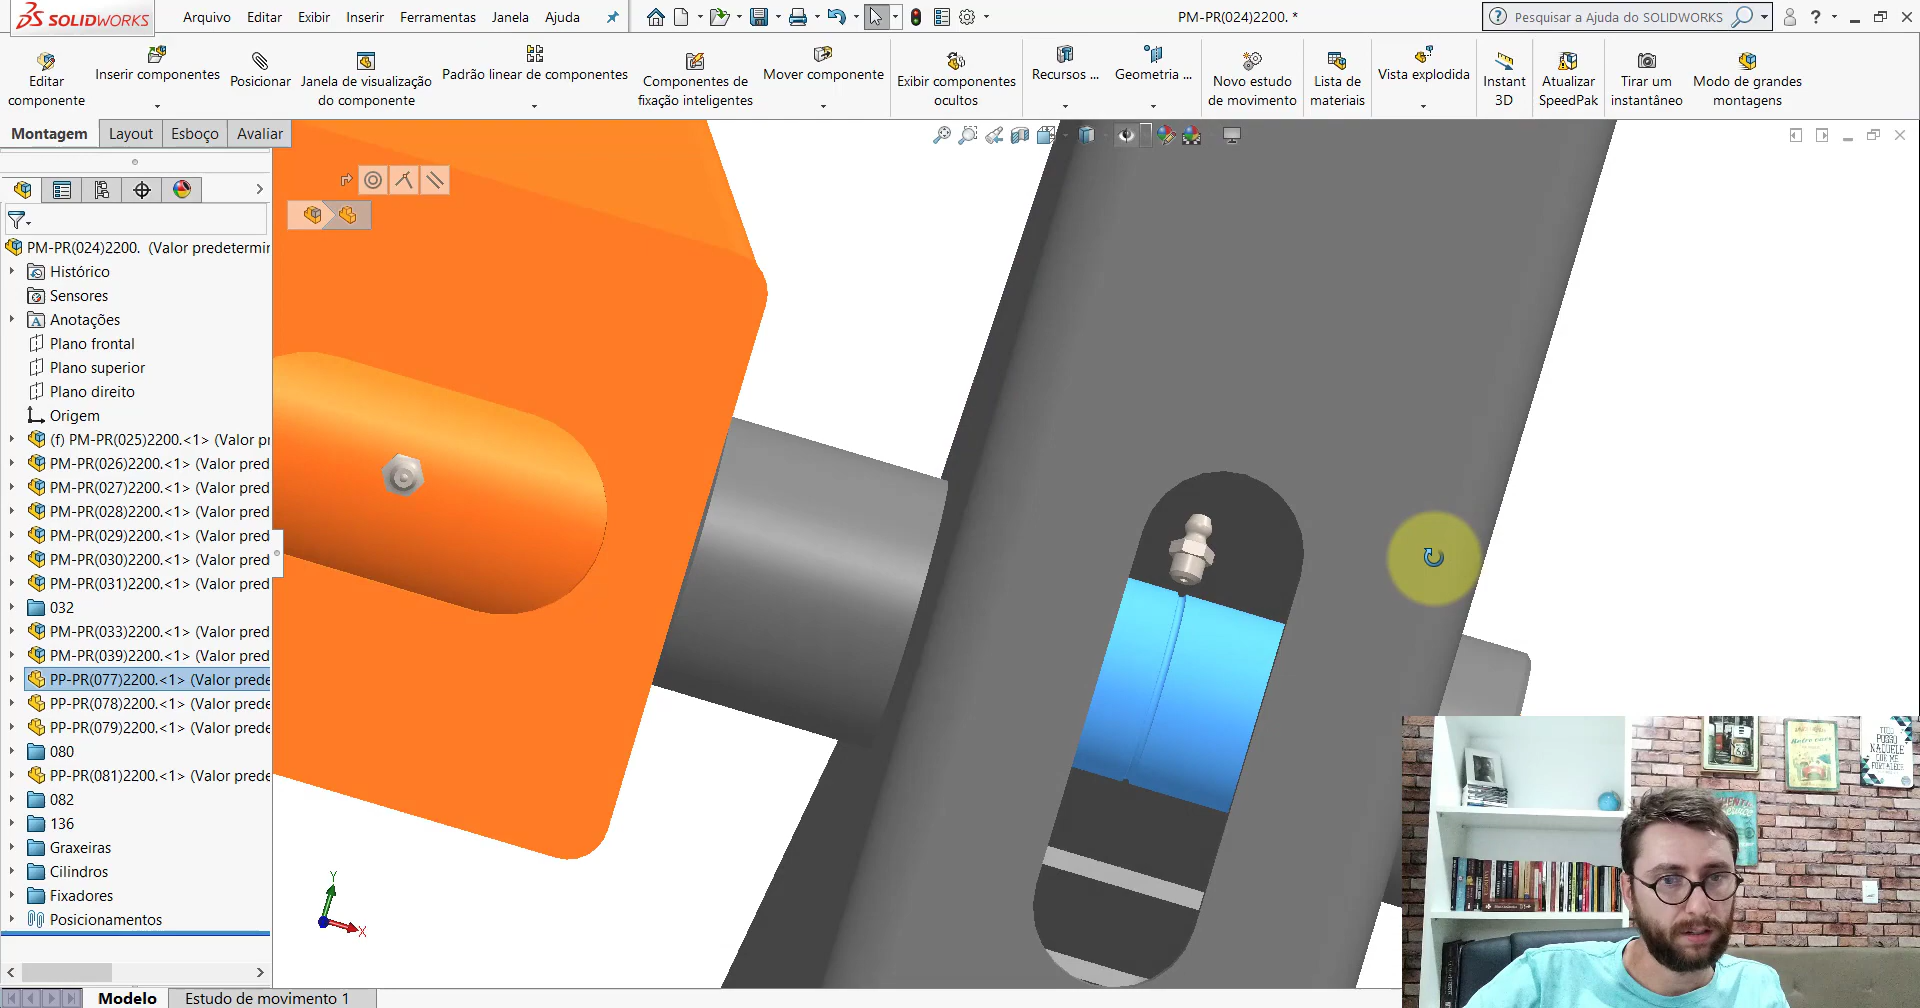 SOLIDWORKS
Arquivo Editar Exibir Inserir Ferramentas Janela Ajuda
PM-PR(024)2200. *
Pesquisar a Ajuda do SOLIDWORKS
Editar componente
Inserir componentes
Posicionar
Janela de visualização do componente
Padrão linear de componentes
Componentes de fixação inteligentes
Mover componente
Exibir componentes ocultos
Recursos ...
Geometria ...
Novo estudo de movimento
Lista de materiais
Vista explodida
Instant 3D
Atualizar SpeedPak
Tirar um instantâneo
Modo de grandes montagens
Montagem Layout Esboço Avaliar
PM-PR(024)2200. (Valor predetermin
Histórico
Sensores
Anotações
Plano frontal
Plano superior
Plano direito
Origem
(f) PM-PR(025)2200.<1> (Valor pr
PM-PR(026)2200.<1> (Valor pred
PM-PR(027)2200.<1> (Valor pred
PM-PR(028)2200.<1> (Valor pred
PM-PR(029)2200.<1> (Valor pred
PM-PR(030)2200.<1> (Valor pred
PM-PR(031)2200.<1> (Valor pred
032
PM-PR(033)2200.<1> (Valor pred
PM-PR(039)2200.<1> (Valor pred
PP-PR(077)2200.<1> (Valor prede
PP-PR(078)2200.<1> (Valor prede
PP-PR(079)2200.<1> (Valor prede
080
PP-PR(081)2200.<1> (Valor prede
082
136
Graxeiras
Cilindros
Fixadores
Posicionamentos
Y
X
TUDO
POSSO
NAQUELE
QUE ME
FORTALECE
Modelo Estudo de movimento 1